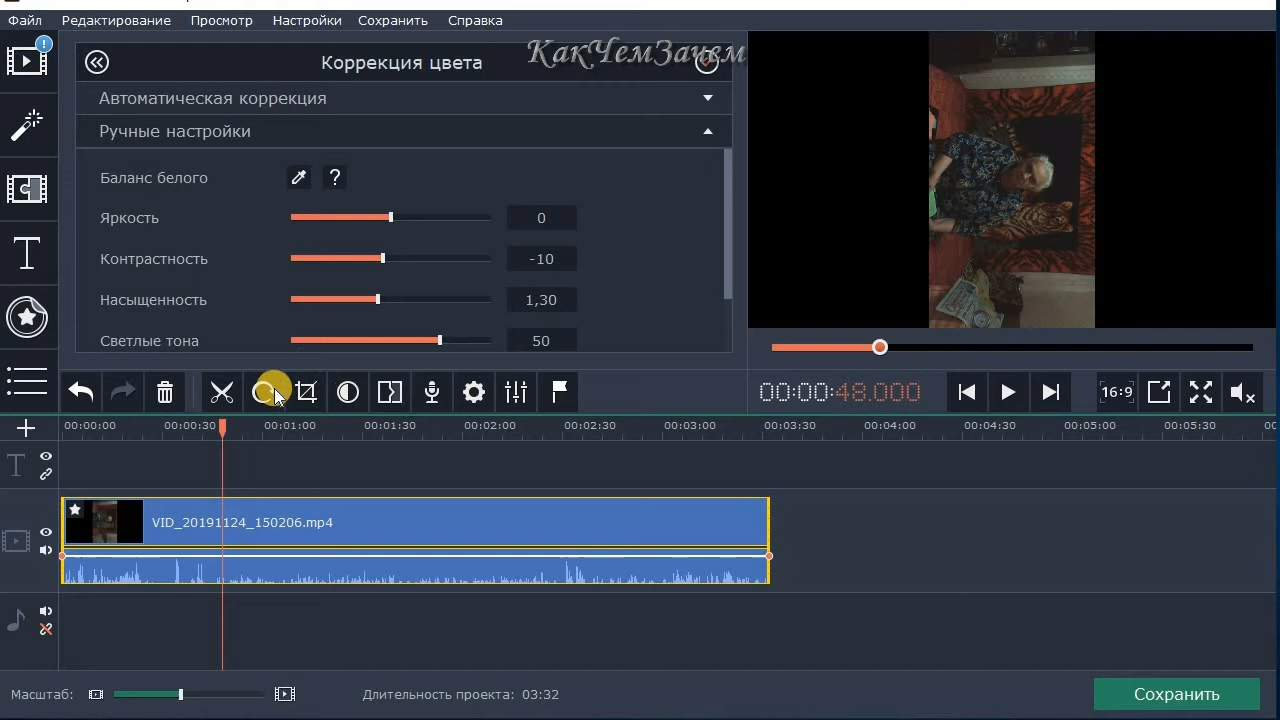 Файл Редактирование Просмотр Настройки Сохранить Справка
КакЧемЗачем
Коррекция цвета
Автоматическая коррекция
Ручные настройки
Баланс белого ?
Яркость 0
Контрастность -10
Насыщенность 1,30
Светлые тона 50
00:00:48.000
16:9
00:00:00 00:00:30 00:01:00 00:01:30 00:02:00 00:02:30 00:03:00 00:03:30 00:04:00 00:04:30 00:05:00 00:05:30 00
T
VID_20191124_150206.mp4
Масштаб: Длительность проекта: 03:32 Сохранить